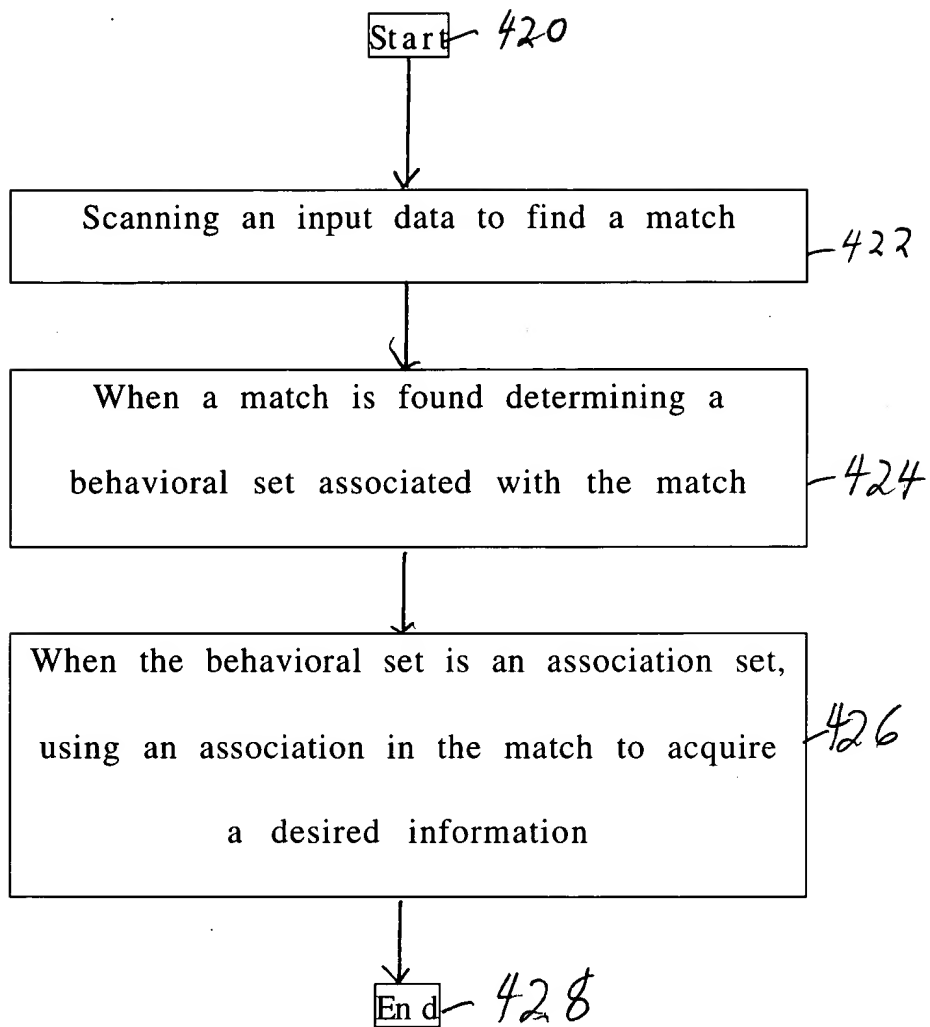 Start 420
Scanning an input data to find a match
422
When a match is found determining a
behavioral set associated with the match 424
When the behavioral set is an association set,
using an association in the match to acquire 426
a desired information
End 428